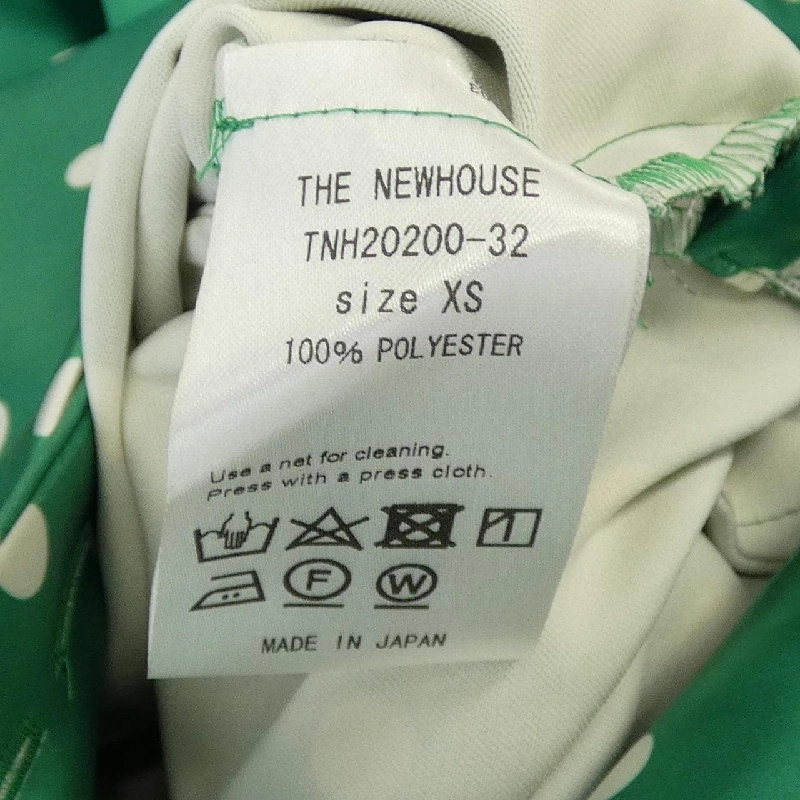 THE NEWHOUSE
TNH20200-32
size XS
100% POLYESTER
Use a net for cleaning.
Press with a press cloth.
F W
MADE IN JAPAN